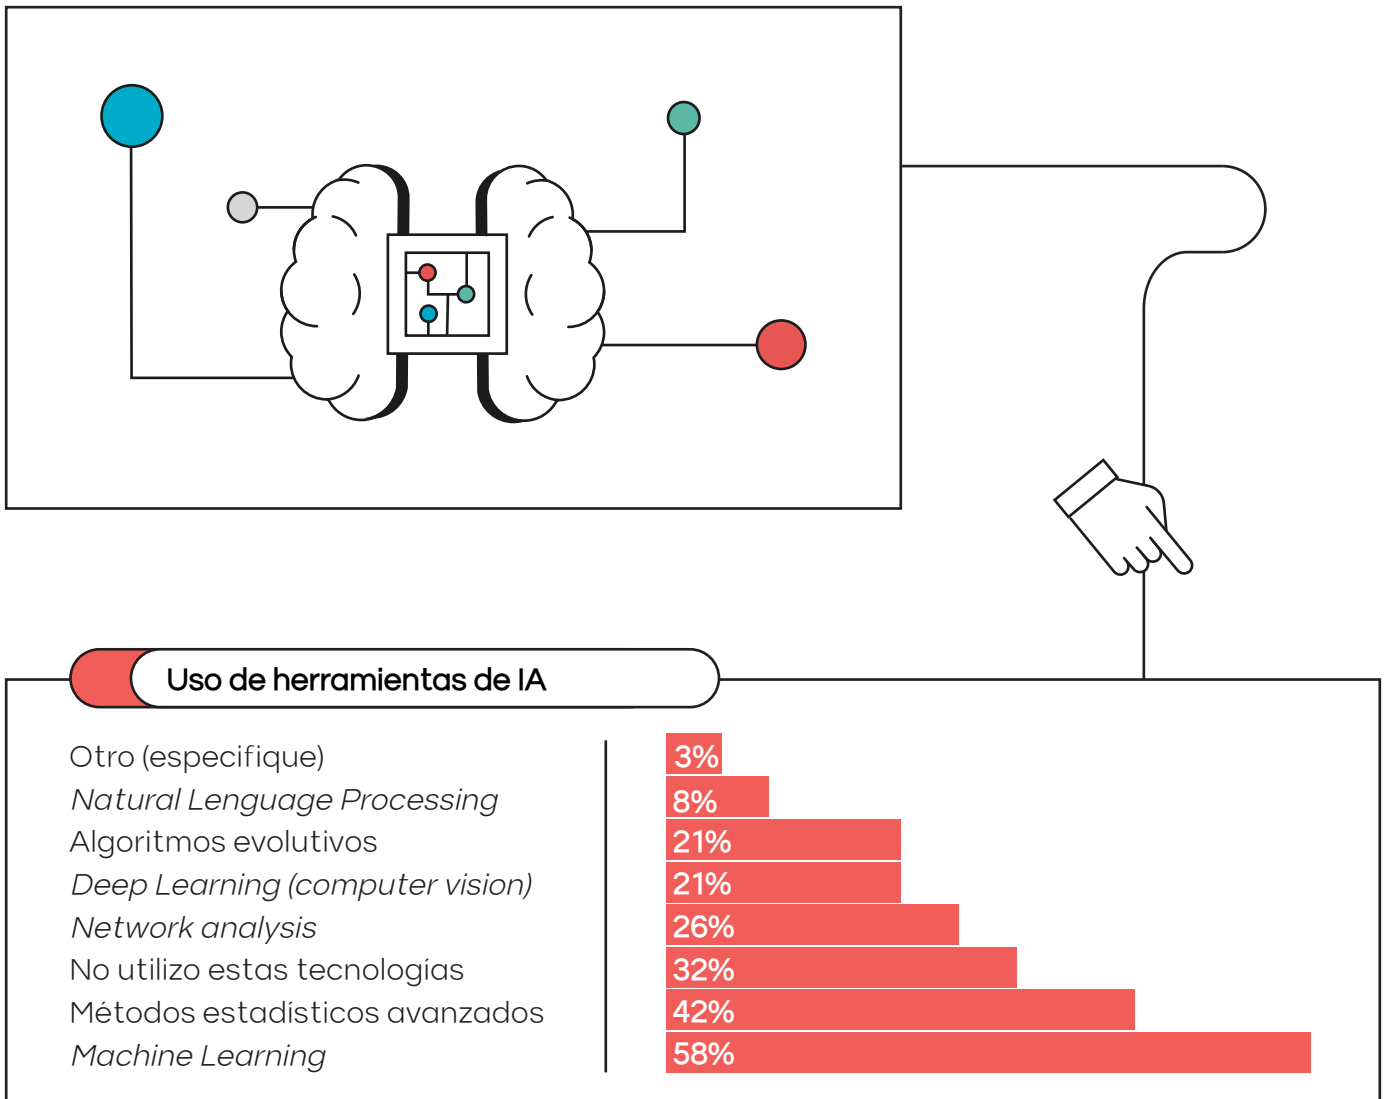 Uso de herramientas de IA
Otro (especifique) 3%
Natural Lenguage Processing 8%
Algoritmos evolutivos 21%
Deep Learning (computer vision) 21%
Network analysis 26%
No utilizo estas tecnologías 32%
Métodos estadísticos avanzados 42%
Machine Learning 58%